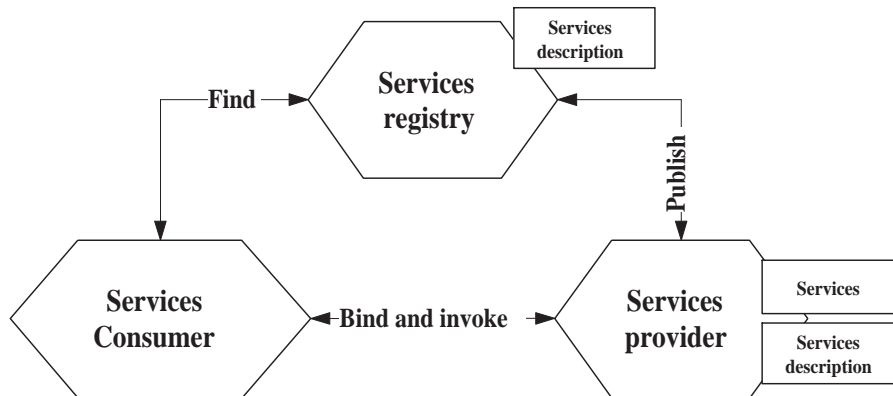 Services
description
Services
registry
Find
Publish
Services
Consumer
Bind and invoke
Services
provider
Services
Services
description